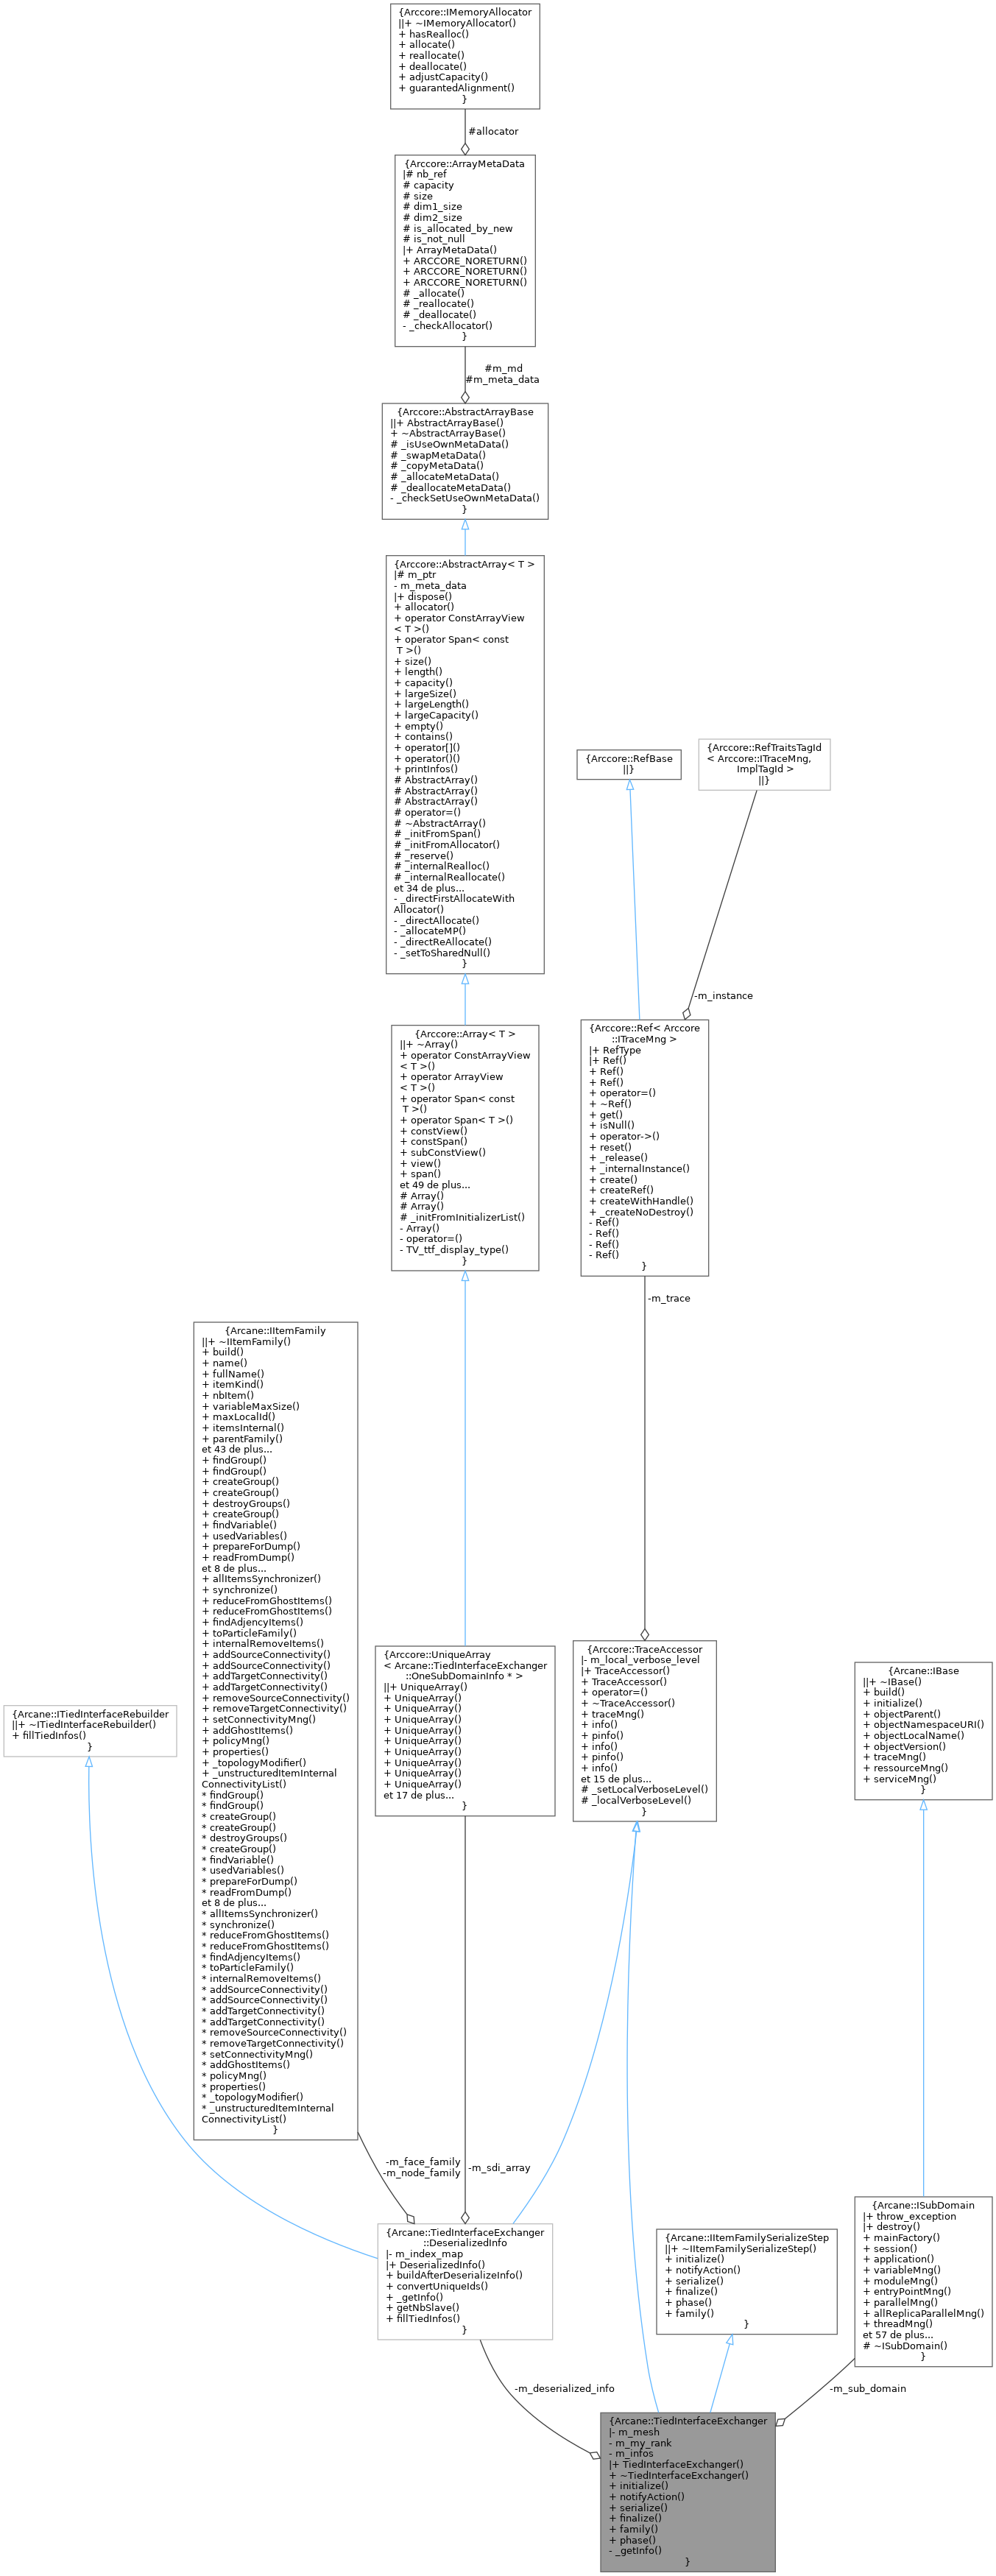 {Arccore::IMemoryAllocator
||+ ~IMemoryAllocator()
+ hasRealloc()
+ allocate()
+ reallocate()
+ deallocate()
+ adjustCapacity()
+ guarantedAlignment()
}
#allocator
{Arccore::ArrayMetaData
|# nb_ref
# capacity
# size
# dim1_size
# dim2_size
# is_allocated_by_new
# is_not_null
|+ ArrayMetaData()
+ ARCCORE_NORETURN()
+ ARCCORE_NORETURN()
+ ARCCORE_NORETURN()
# _allocate()
# _reallocate()
# _deallocate()
- _checkAllocator()
}
#m_md
#m_meta_data
{Arccore::AbstractArrayBase
||+ AbstractArrayBase()
+ ~AbstractArrayBase()
# _isUseOwnMetaData()
# _swapMetaData()
# _copyMetaData()
# _allocateMetaData()
# _deallocateMetaData()
- _checkSetUseOwnMetaData()
}
{Arccore::AbstractArray< T >
|# m_ptr
- m_meta_data
|+ dispose()
+ allocator()
+ operator ConstArrayView
< T >()
+ operator Span< const
T >()
+ size()
+ length()
+ capacity()
+ largeSize()
+ largeLength()
+ largeCapacity()
+ empty()
+ contains()
+ operator[]()
+ operator()()
+ printInfos()
# AbstractArray()
# AbstractArray()
# AbstractArray()
# operator=()
# ~AbstractArray()
# _initFromSpan()
# _initFromAllocator()
# _reserve()
# _internalRealloc()
# _internalReallocate()
et 34 de plus...
- _directFirstAllocateWith
Allocator()
- _directAllocate()
- _allocateMP()
- _directReAllocate()
- _setToSharedNull()
}
{Arccore::RefBase
||}
{Arccore::RefTraitsTagId
< Arccore::ITraceMng,
ImplTagId >
||}
-m_instance
{Arccore::Array< T >
||+ ~Array()
+ operator ConstArrayView
< T >()
+ operator ArrayView
< T >()
+ operator Span< const
T >()
+ operator Span< T >()
+ constView()
+ constSpan()
+ subConstView()
+ view()
+ span()
et 49 de plus...
# Array()
# Array()
# _initFromInitializerList()
- Array()
- operator=()
- TV_ttf_display_type()
}
{Arccore::Ref< Arccore
::ITraceMng >
|+ RefType
|+ Ref()
+ Ref()
+ Ref()
+ operator=()
+ ~Ref()
+ get()
+ isNull()
+ operator->()
+ reset()
+ _release()
+ _internalInstance()
+ create()
+ createRef()
+ createWithHandle()
+ _createNoDestroy()
- Ref()
- Ref()
- Ref()
- Ref()
}
-m_trace
{Arcane::IItemFamily
||+ ~IItemFamily()
+ build()
+ name()
+ fullName()
+ itemKind()
+ nbItem()
+ variableMaxSize()
+ maxLocalId()
+ itemsInternal()
+ parentFamily()
et 43 de plus...
+ findGroup()
+ findGroup()
+ createGroup()
+ createGroup()
+ destroyGroups()
+ createGroup()
+ findVariable()
+ usedVariables()
+ prepareForDump()
+ readFromDump()
et 8 de plus...
+ allItemsSynchronizer()
+ synchronize()
+ reduceFromGhostItems()
+ reduceFromGhostItems()
+ findAdjencyItems()
+ toParticleFamily()
+ internalRemoveItems()
+ addSourceConnectivity()
+ addSourceConnectivity()
+ addTargetConnectivity()
+ addTargetConnectivity()
+ removeSourceConnectivity()
+ removeTargetConnectivity()
+ setConnectivityMng()
+ addGhostItems()
+ policyMng()
+ properties()
+ _topologyModifier()
+ _unstructuredItemInternal
ConnectivityList()
* findGroup()
* findGroup()
* createGroup()
* createGroup()
* destroyGroups()
* createGroup()
* findVariable()
* usedVariables()
* prepareForDump()
* readFromDump()
et 8 de plus...
* allItemsSynchronizer()
* synchronize()
* reduceFromGhostItems()
* reduceFromGhostItems()
* findAdjencyItems()
* toParticleFamily()
* internalRemoveItems()
* addSourceConnectivity()
* addSourceConnectivity()
* addTargetConnectivity()
* addTargetConnectivity()
* removeSourceConnectivity()
* removeTargetConnectivity()
* setConnectivityMng()
* addGhostItems()
* policyMng()
* properties()
* _topologyModifier()
* _unstructuredItemInternal
ConnectivityList()
}
{Arcane::ITiedInterfaceRebuilder
||+ ~ITiedInterfaceRebuilder()
+ fillTiedInfos()
}
{Arccore::UniqueArray
< Arcane::TiedInterfaceExchanger
::OneSubDomainInfo * >
||+ UniqueArray()
+ UniqueArray()
+ UniqueArray()
+ UniqueArray()
+ UniqueArray()
+ UniqueArray()
+ UniqueArray()
+ UniqueArray()
+ UniqueArray()
+ UniqueArray()
et 17 de plus...
}
{Arccore::TraceAccessor
|- m_local_verbose_level
|+ TraceAccessor()
+ TraceAccessor()
+ operator=()
+ ~TraceAccessor()
+ traceMng()
+ info()
+ pinfo()
+ info()
+ pinfo()
+ info()
et 15 de plus...
# _setLocalVerboseLevel()
# _localVerboseLevel()
}
{Arcane::IBase
||+ ~IBase()
+ build()
+ initialize()
+ objectParent()
+ objectNamespaceURI()
+ objectLocalName()
+ objectVersion()
+ traceMng()
+ ressourceMng()
+ serviceMng()
}
-m_face_family
-m_node_family
-m_sdi_array
{Arcane::TiedInterfaceExchanger
::DeserializedInfo
|- m_index_map
|+ DeserializedInfo()
+ buildAfterDeserializeInfo()
+ convertUniqueIds()
+ _getInfo()
+ getNbSlave()
+ fillTiedInfos()
}
{Arcane::IItemFamilySerializeStep
||+ ~IItemFamilySerializeStep()
+ initialize()
+ notifyAction()
+ serialize()
+ finalize()
+ phase()
+ family()
}
{Arcane::ISubDomain
|+ throw_exception
|+ destroy()
+ mainFactory()
+ session()
+ application()
+ variableMng()
+ moduleMng()
+ entryPointMng()
+ parallelMng()
+ allReplicaParallelMng()
+ threadMng()
et 57 de plus...
# ~ISubDomain()
}
-m_deserialized_info
-m_sub_domain
{Arcane::TiedInterfaceExchanger
|- m_mesh
- m_my_rank
- m_infos
|+ TiedInterfaceExchanger()
+ ~TiedInterfaceExchanger()
+ initialize()
+ notifyAction()
+ serialize()
+ finalize()
+ family()
+ phase()
- _getInfo()
}